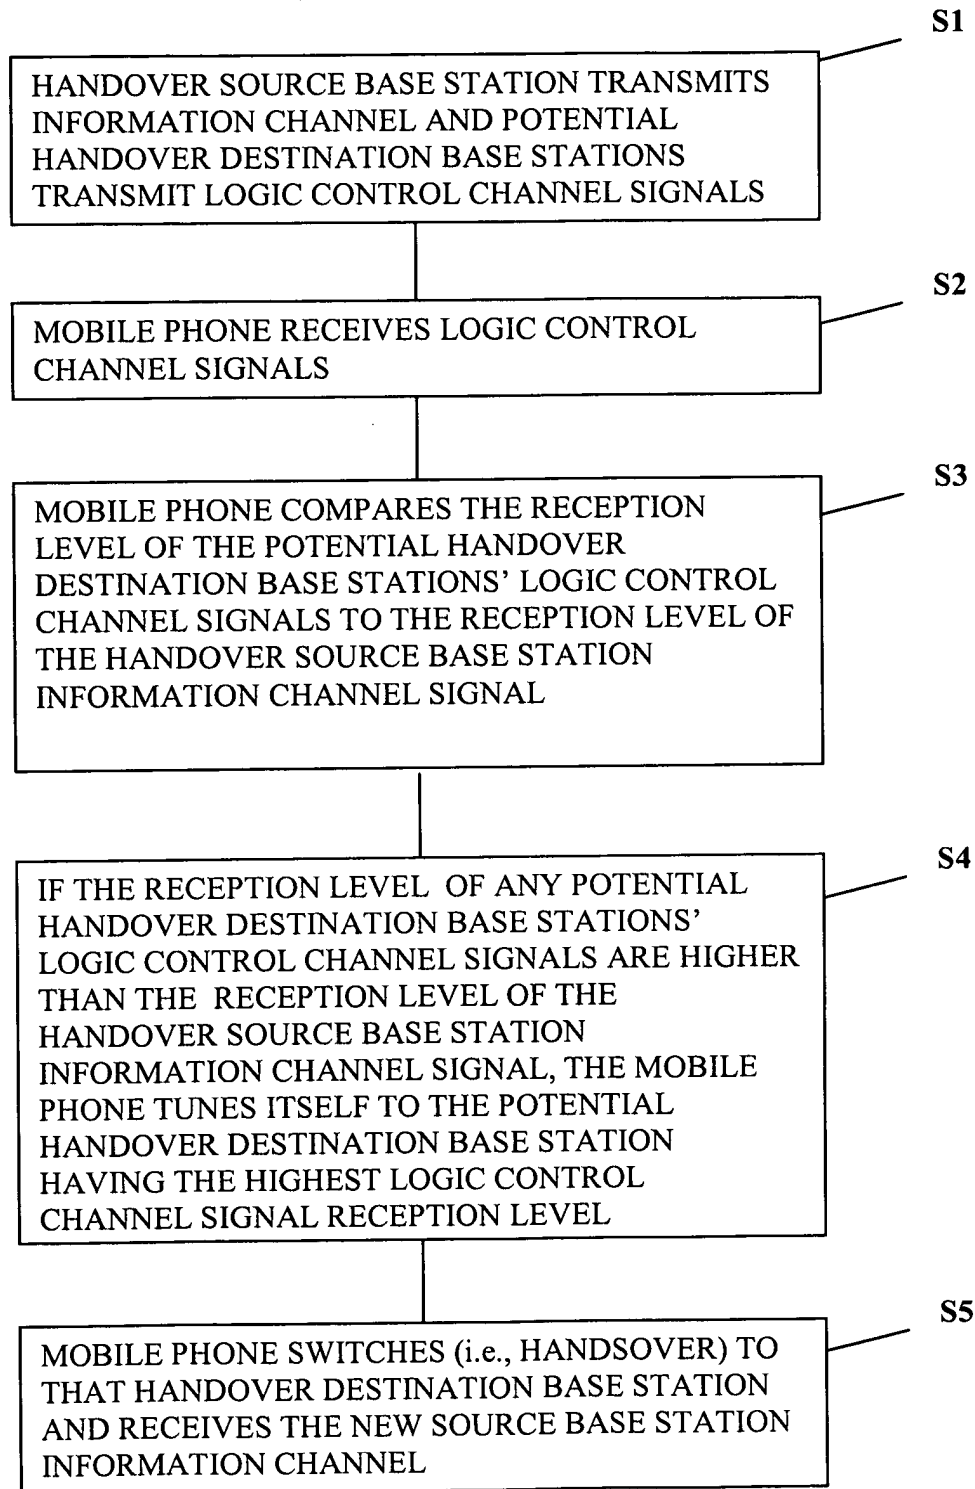 S1
HANDOVER SOURCE BASE STATION TRANSMITS
INFORMATION CHANNEL AND POTENTIAL
HANDOVER DESTINATION BASE STATIONS
TRANSMIT LOGIC CONTROL CHANNEL SIGNALS
S2
MOBILE PHONE RECEIVES LOGIC CONTROL
CHANNEL SIGNALS
S3
MOBILE PHONE COMPARES THE RECEPTION
LEVEL OF THE POTENTIAL HANDOVER
DESTINATION BASE STATIONS' LOGIC CONTROL
CHANNEL SIGNALS TO THE RECEPTION LEVEL OF
THE HANDOVER SOURCE BASE STATION
INFORMATION CHANNEL SIGNAL
S4
IF THE RECEPTION LEVEL OF ANY POTENTIAL
HANDOVER DESTINATION BASE STATIONS'
LOGIC CONTROL CHANNEL SIGNALS ARE HIGHER
THAN THE RECEPTION LEVEL OF THE
HANDOVER SOURCE BASE STATION
INFORMATION CHANNEL SIGNAL, THE MOBILE
PHONE TUNES ITSELF TO THE POTENTIAL
HANDOVER DESTINATION BASE STATION
HAVING THE HIGHEST LOGIC CONTROL
CHANNEL SIGNAL RECEPTION LEVEL
S5
MOBILE PHONE SWITCHES (i.e., HANDSOVER) TO
THAT HANDOVER DESTINATION BASE STATION
AND RECEIVES THE NEW SOURCE BASE STATION
INFORMATION CHANNEL